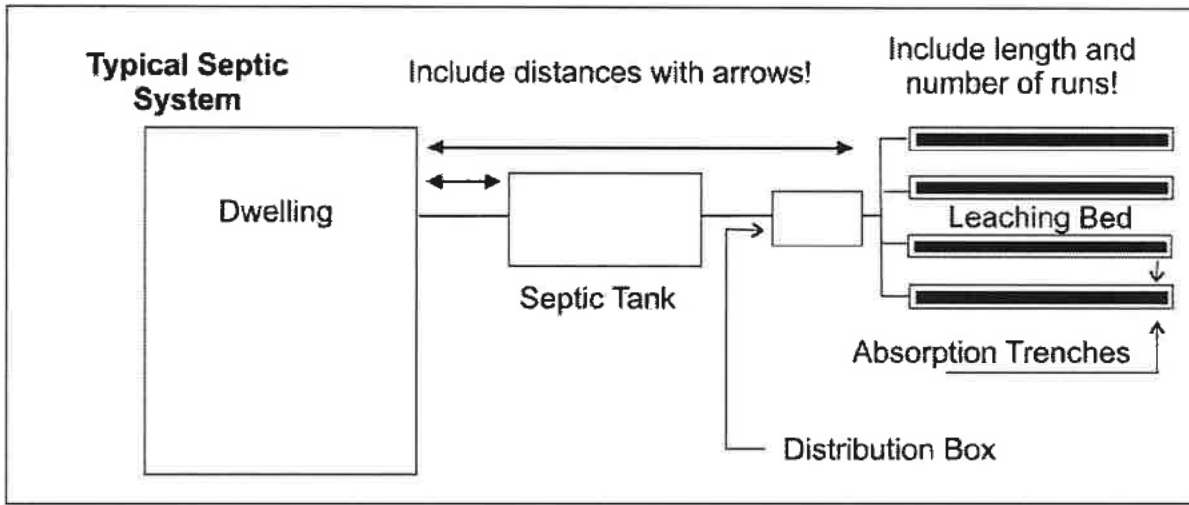 Typical Septic
System
Include distances with arrows!
Include length and
number of runs!
Dwelling
Septic Tank
Leaching Bed
Absorption Trenches
Distribution Box